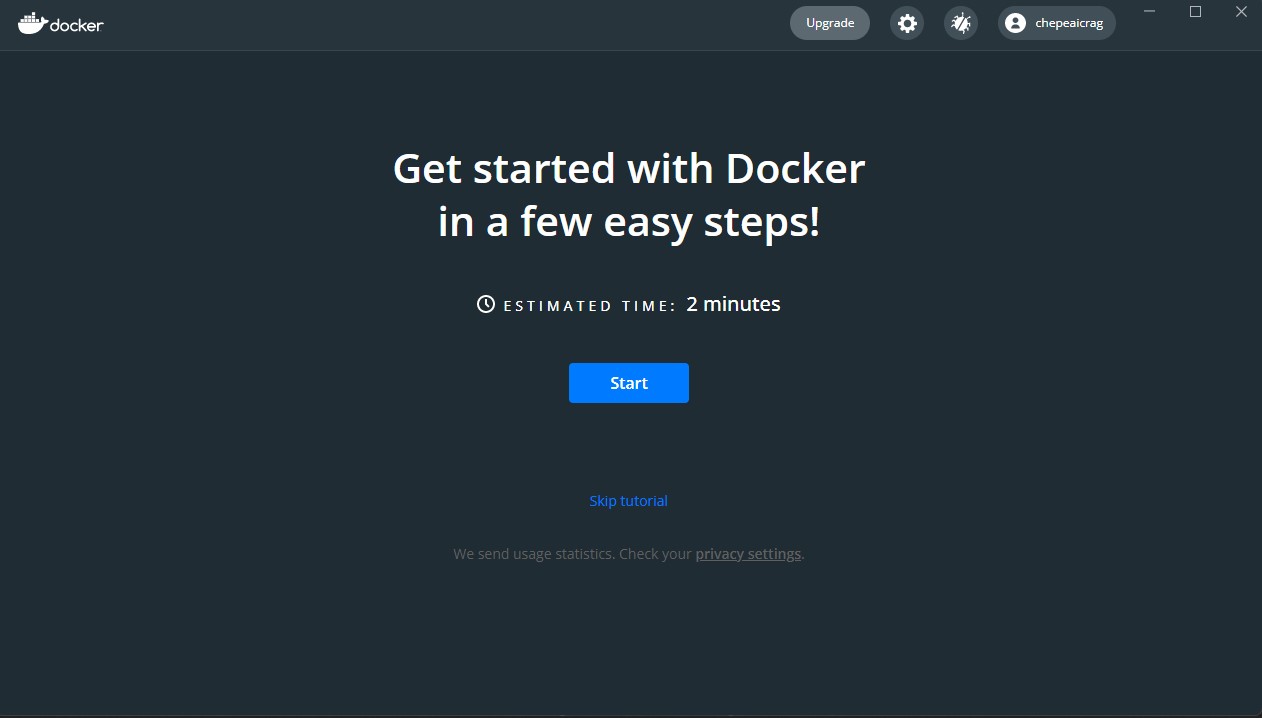 docker
Upgrade
chepeaicrag
Get started with Docker
in a few easy steps!
ESTIMATED TIME: 2 minutes
Start
Skip tutorial
We send usage statistics. Check your privacy settings.